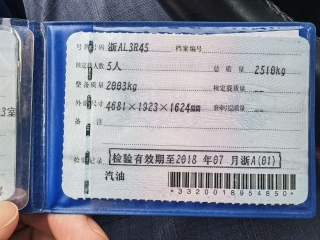 号牌号码 浙AL3R45 档案编号
核定载人数 5人 总质量 2510kg
整备质量 2003kg 核定载质量 --
外廓尺寸 4681×1923×1624mm 准牵引总质量 --
备注
检验记录 检验有效期至2018年07月浙A(01)
汽油
*3320018954850*
3室